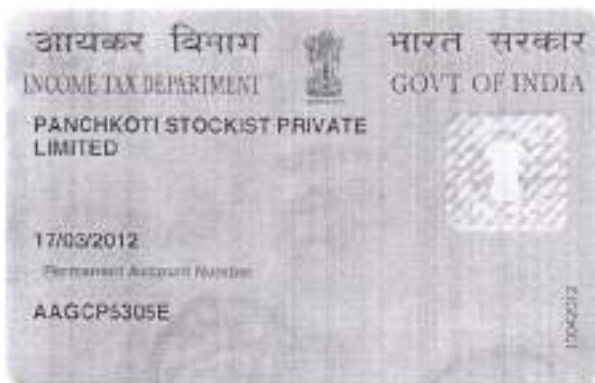 आयकर विभाग
भारत सरकार
INCOME TAX DEPARTMENT
GOVT OF INDIA
PANCHKOTI STOCKIST PRIVATE
LIMITED
17/03/2012
Permanent Account Number
AAGCP5305E